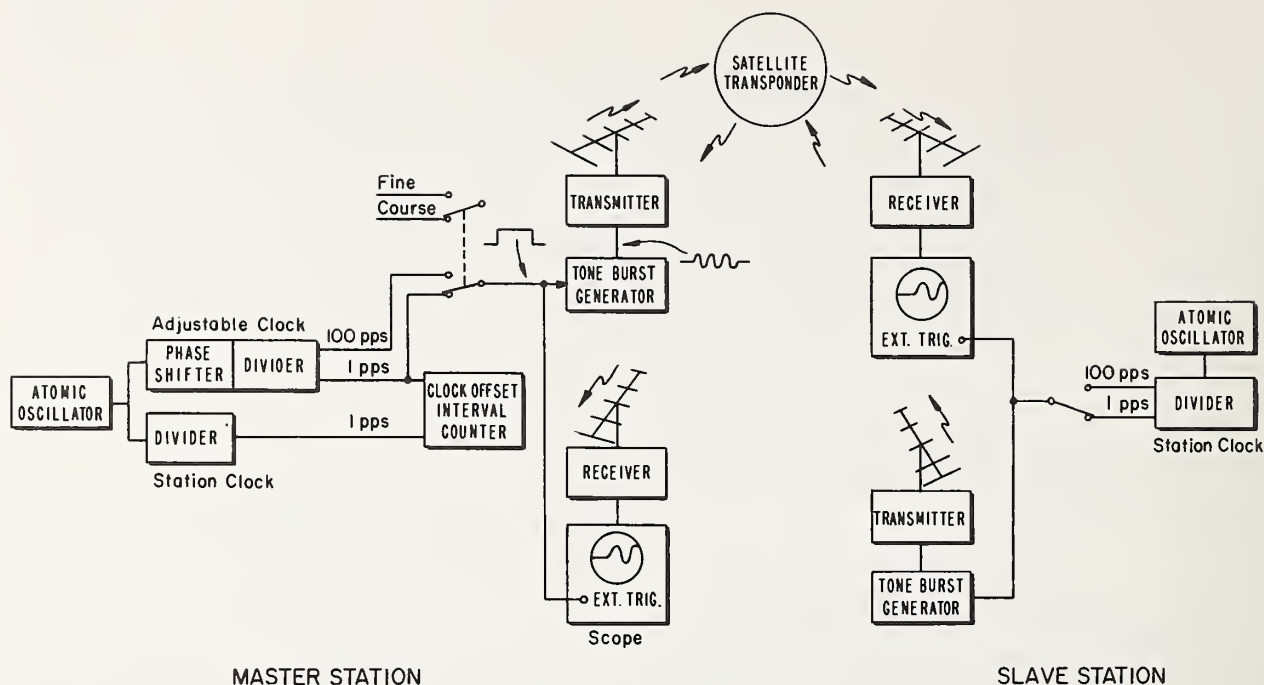 SATELLITE
TRANSPONDER
Fine
Course
TRANSMITTER
TONE BURST
GENERATOR
Adjustable Clock
PHASE
SHIFTER
DIVIDER
100 pps
1 pps
ATOMIC
OSCILLATOR
DIVIDER
1 pps
Station Clock
CLOCK OFFSET
INTERVAL
COUNTER
RECEIVER
EXT. TRIG.
Scope
MASTER STATION
RECEIVER
EXT. TRIG.
TRANSMITTER
TONE BURST
GENERATOR
100 pps
1 pps
ATOMIC
OSCILLATOR
DIVIDER
Station Clock
SLAVE STATION